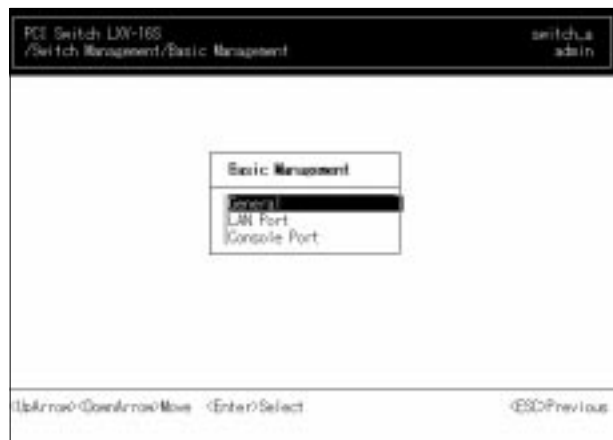 PCI Switch LXY-16S switch_a
/Switch Management/Basic Management admin
Basic Management
General
LAN Port
Console Port
<UpArrow><DownArrow>Move <Enter>Select <ESC>Previous